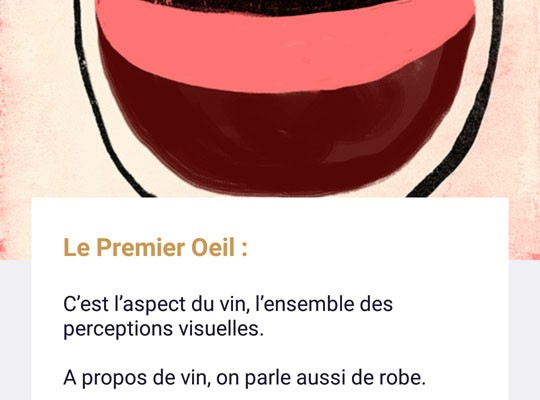 Le Premier Oeil :
C’est l’aspect du vin, l’ensemble des
perceptions visuelles.
A propos de vin, on parle aussi de robe.